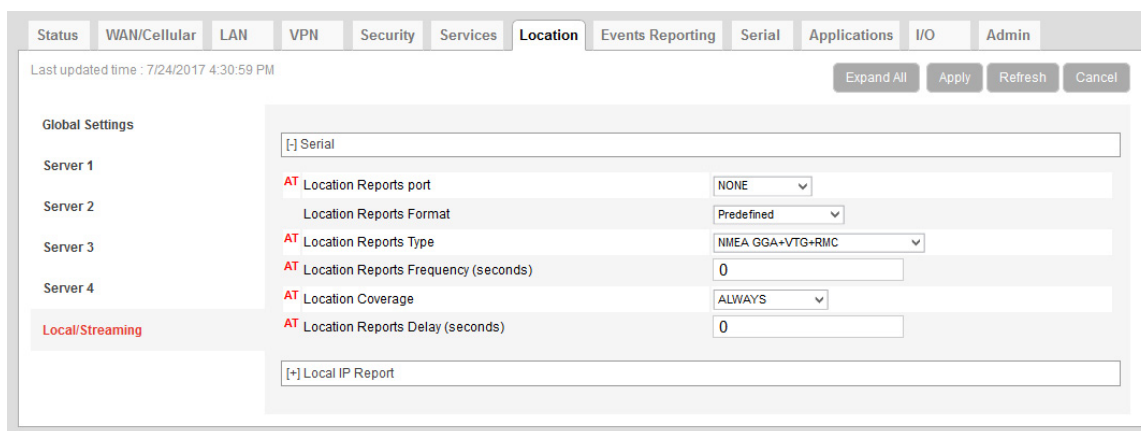 Status WAN/Cellular LAN VPN Security Services Location Events Reporting Serial Applications I/O Admin
Last updated time : 7/24/2017 4:30:59 PM
Expand All Apply Refresh Cancel
Global Settings
Server 1
Server 2
Server 3
Server 4
Local/Streaming
[-] Serial
AT Location Reports port NONE
Location Reports Format Predefined
AT Location Reports Type NMEA GGA+VTG+RMC
AT Location Reports Frequency (seconds) 0
AT Location Coverage ALWAYS
AT Location Reports Delay (seconds) 0
[+] Local IP Report